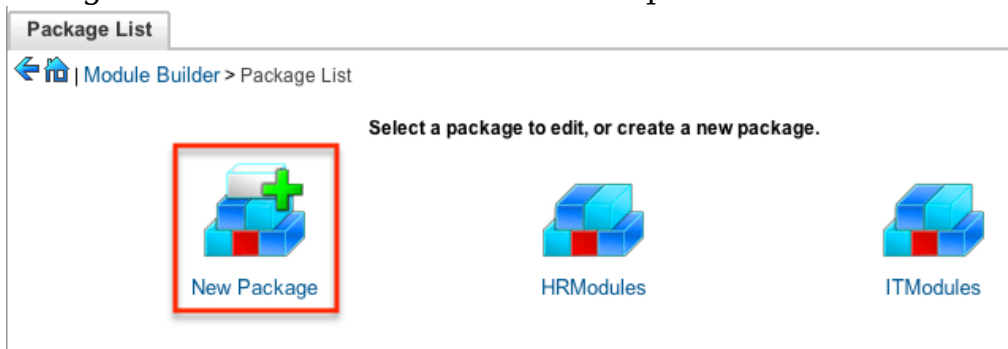 Package List
| Module Builder > Package List
Select a package to edit, or create a new package.
New Package
HRModules
ITModules